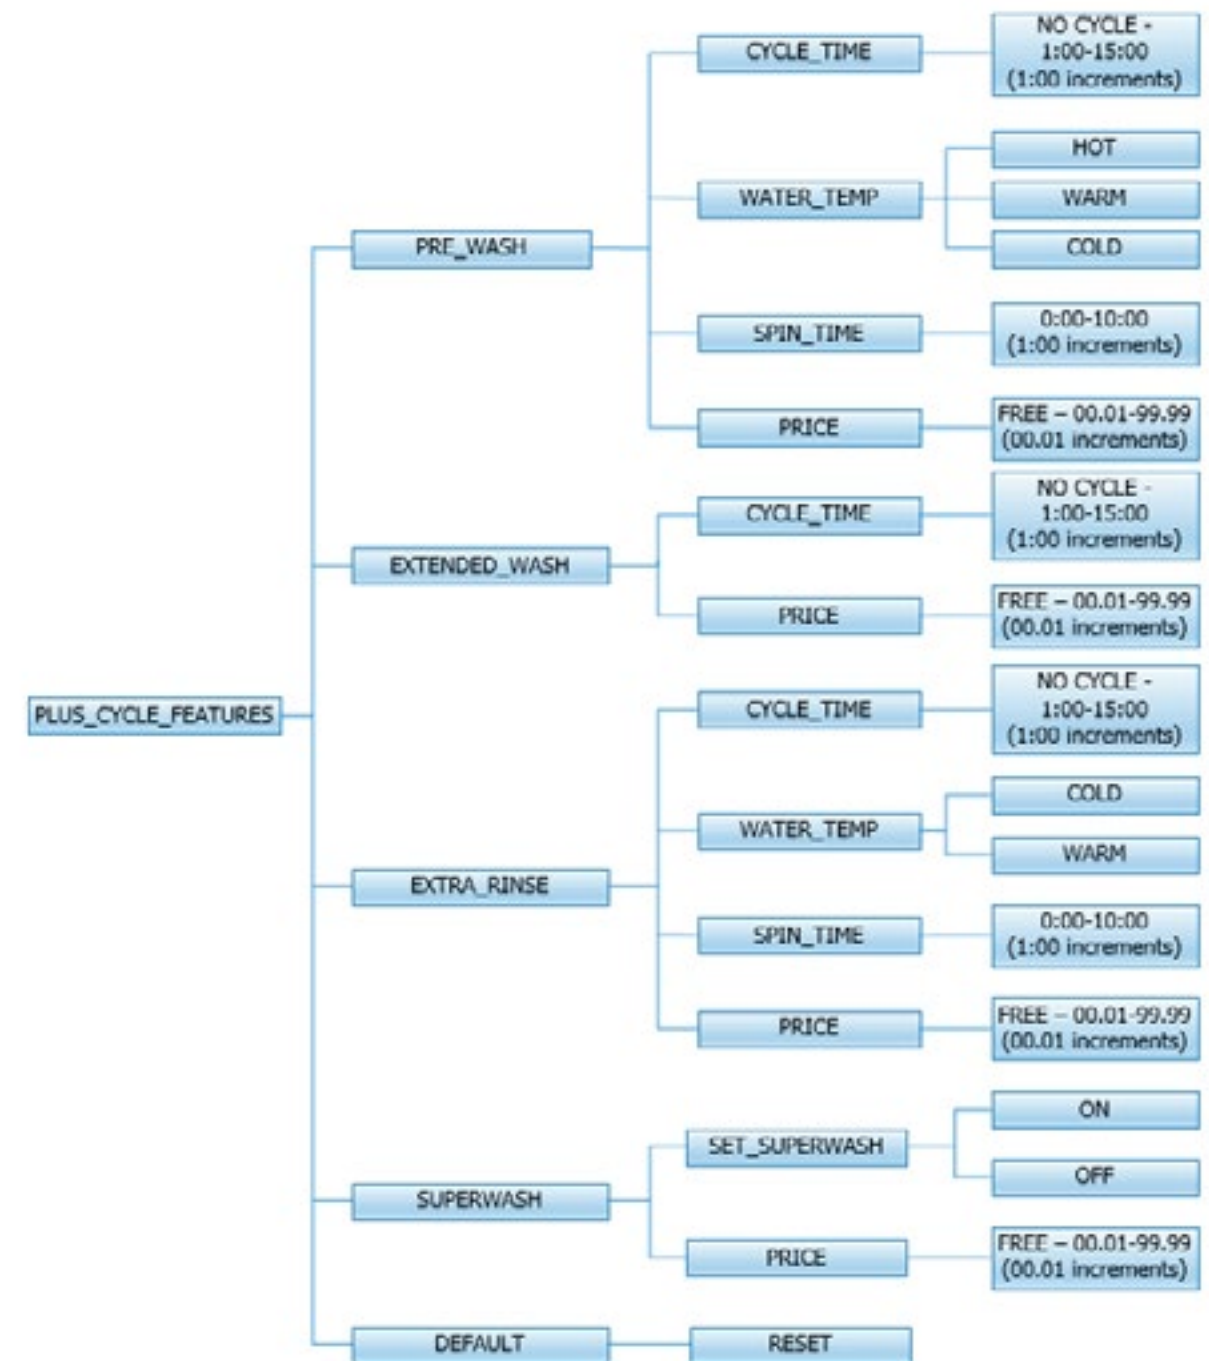 NO CYCLE -
CYCLE_TIME
1:00-15:00
(1:00 increments)
HOT
WATER_TEMP
WARM
PRE_WASH
COLD
0:00-10:00
SPIN_TIME
(1:00 increments)
FREE – 00.01-99.99
PRICE
(00.01 increments)
NO CYCLE -
CYCLE_TIME
1:00-15:00
(1:00 increments)
EXTENDED_WASH
FREE – 00.01-99.99
PRICE
(00.01 increments)
NO CYCLE -
PLUS_CYCLE_FEATURES
CYCLE_TIME
1:00-15:00
(1:00 increments)
COLD
WATER_TEMP
WARM
EXTRA_RINSE
0:00-10:00
SPIN_TIME
(1:00 increments)
FREE – 00.01-99.99
PRICE
(00.01 increments)
ON
SET_SUPERWASH
OFF
SUPERWASH
FREE – 00.01-99.99
PRICE
(00.01 increments)
DEFAULT
RESET